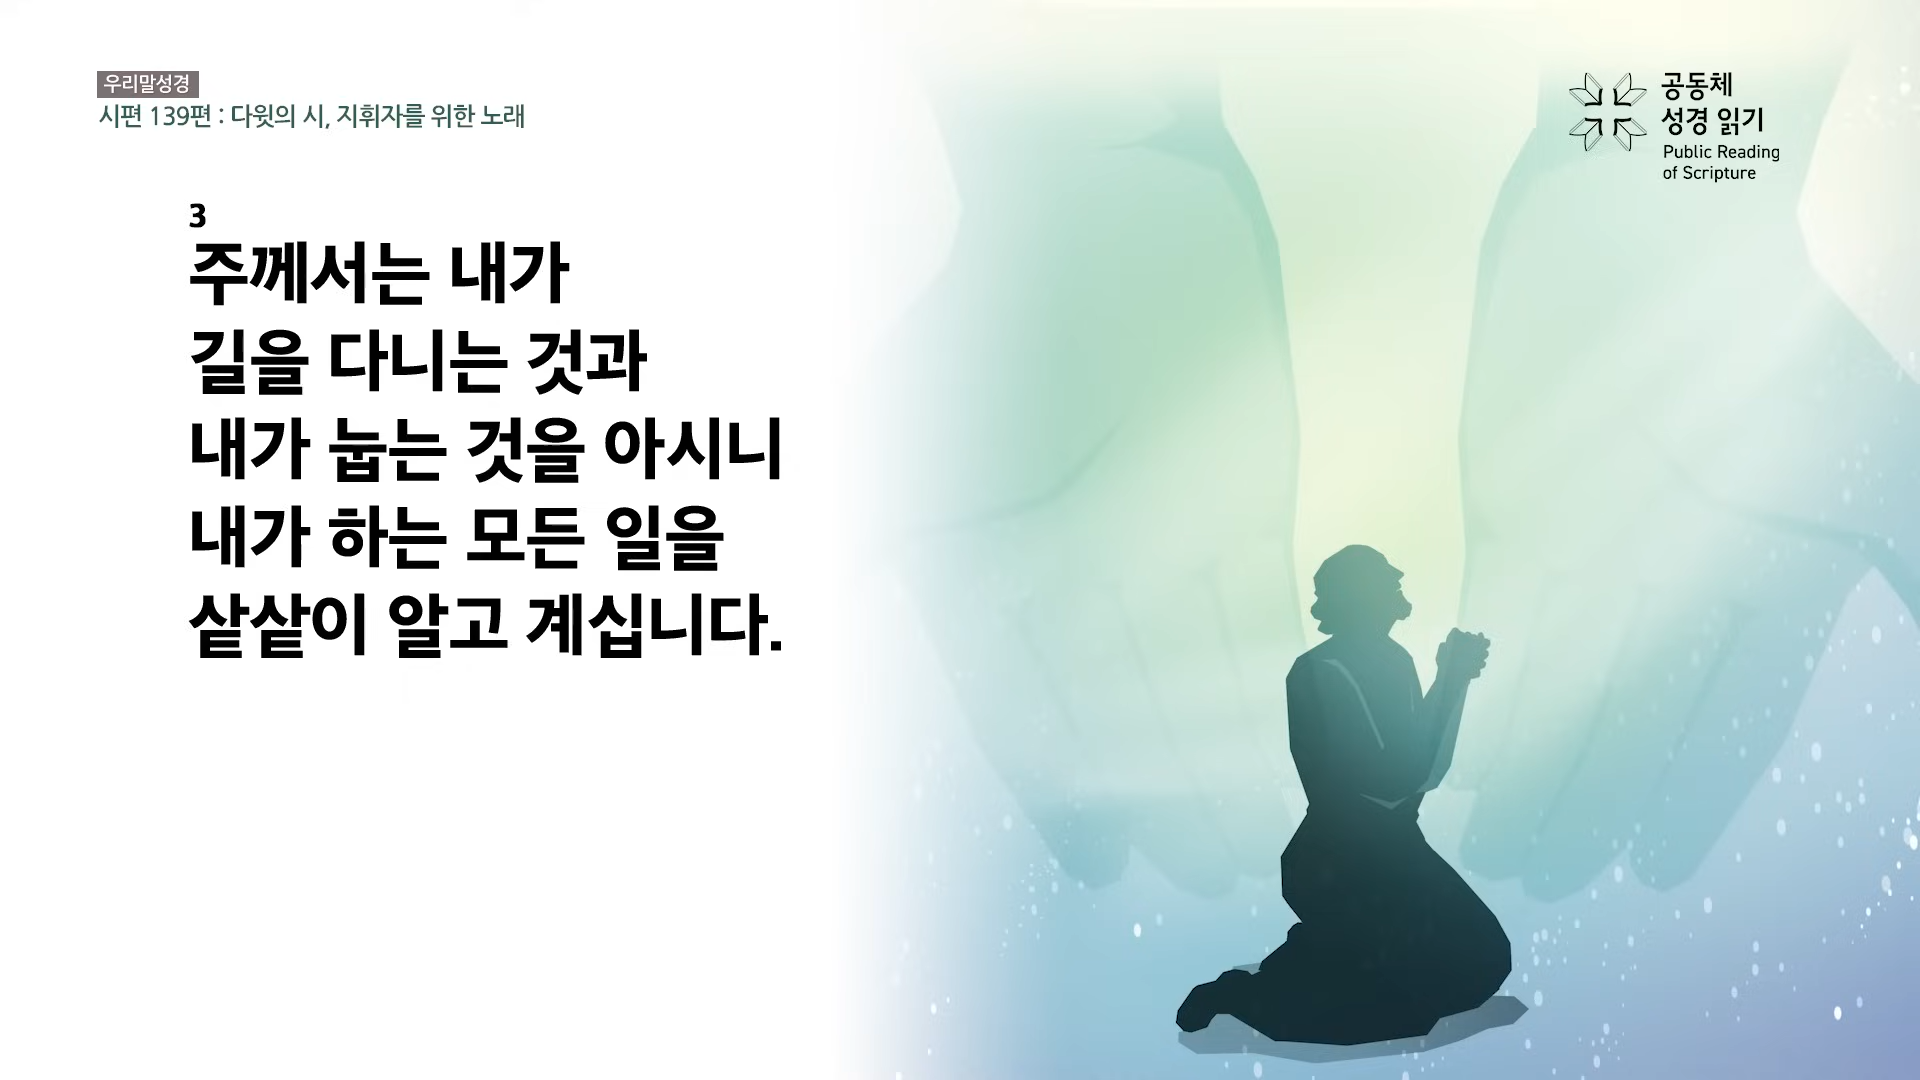 우리말성경
시편 139편 : 다윗의 시, 지휘자를 위한 노래
공동체
성경 읽기
Public Reading
of Scripture
3
주께서는 내가
길을 다니는 것과
내가 눕는 것을 아시니
내가 하는 모든 일을
샅샅이 알고 계십니다.